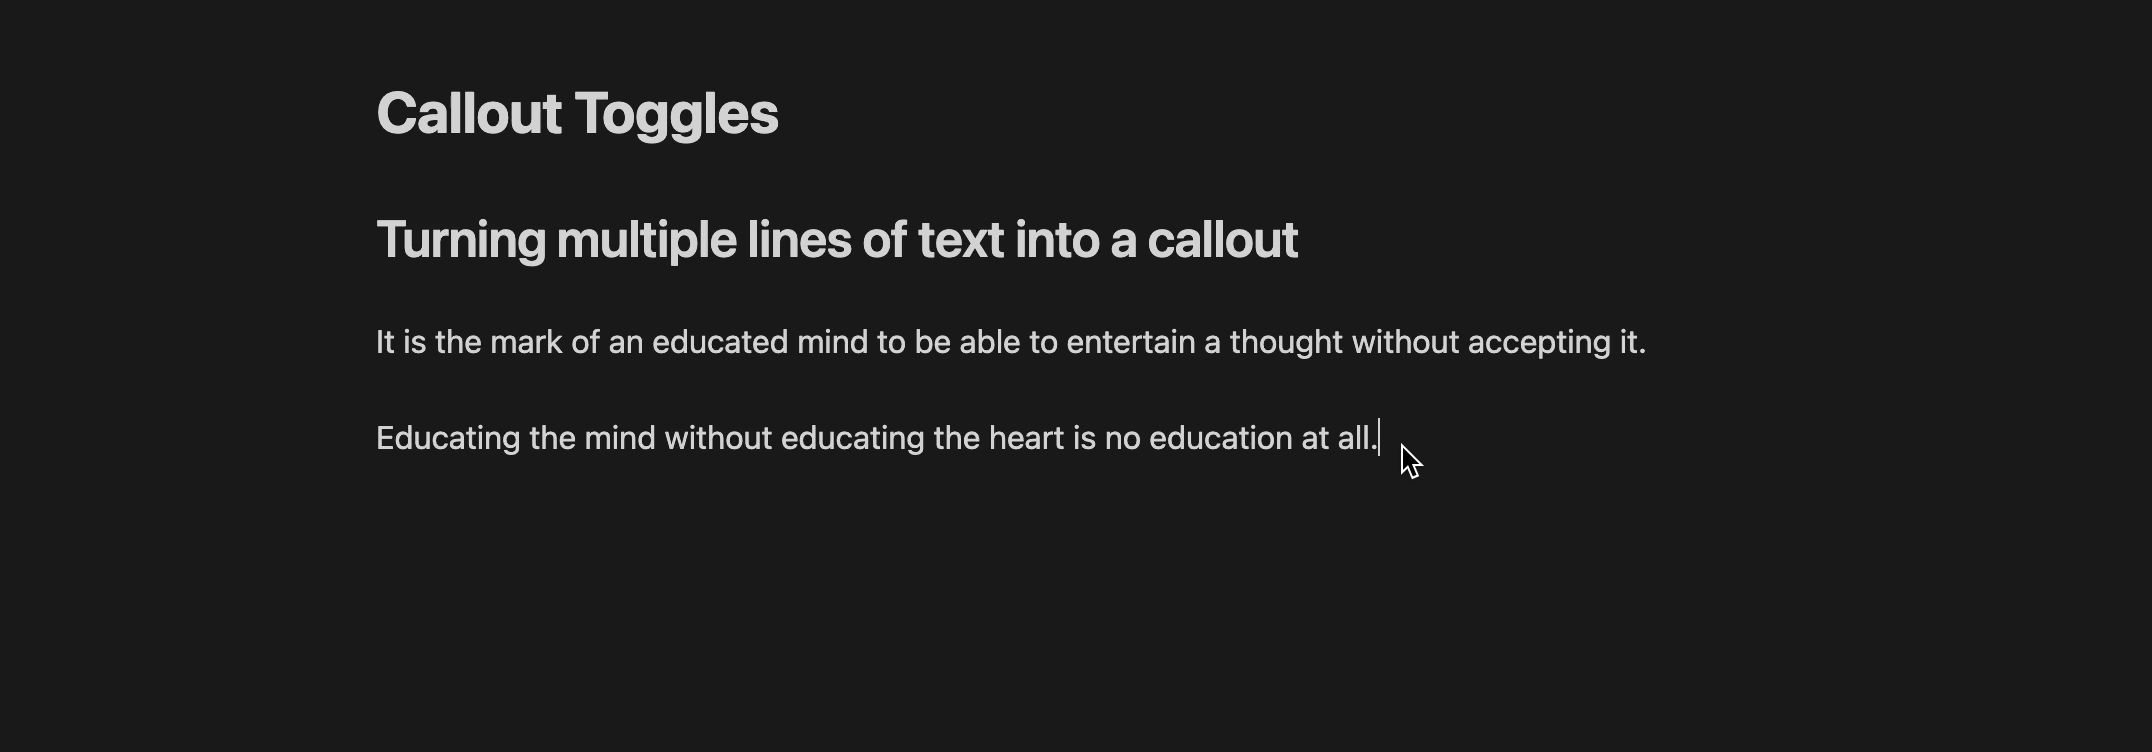 Callout Toggles
Turning multiple lines of text into a callout
It is the mark of an educated mind to be able to entertain a thought without accepting it.
Educating the mind without educating the heart is no education at all.